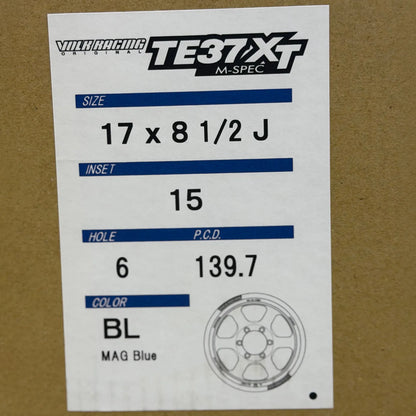 VOLK RACING
ORIGINAL
TE37XT
M-SPEC
SIZE
17 x 8 1/2 J
INSET
15
HOLE P.C.D.
6 139.7
COLOR
BL
MAG Blue